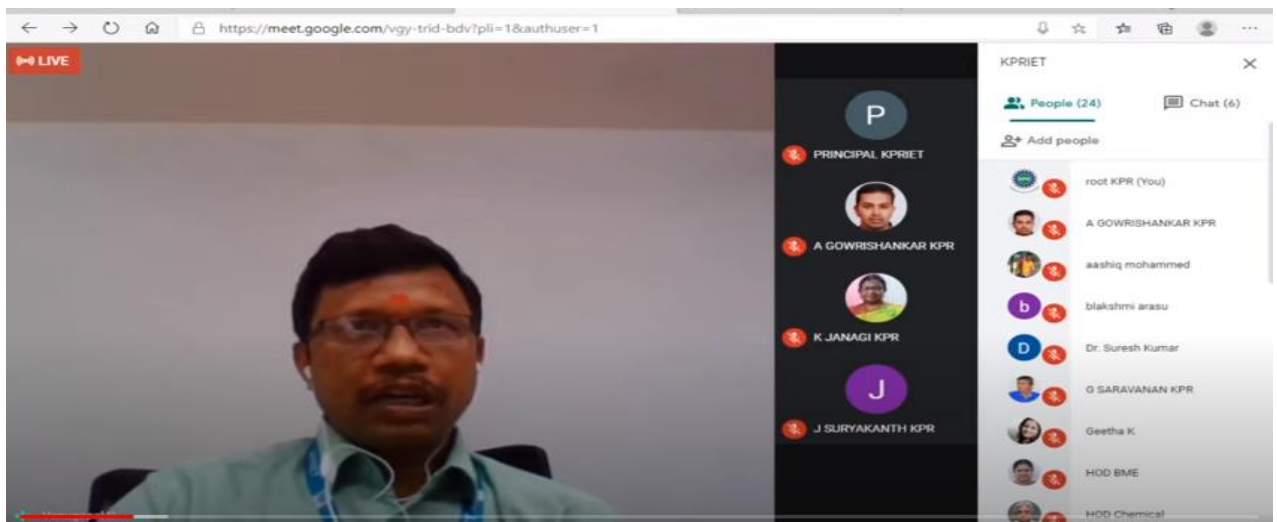 https://meet.google.com/vgy-trid-bdv?pli=1&authuser=1
LIVE
P
PRINCIPAL KPRIET
A GOWRISHANKAR KPR
K JANAGI KPR
J
J SURYAKANTH KPR
KPRIET
People (24)
Chat (6)
Add people
root KPR (You)
A GOWRISHANKAR KPR
aashiq mohammed
b
blakshmi arasu
D
Dr. Suresh Kumar
G SARAVANAN KPR
Geetha K
HOD BME
HOD Chemical